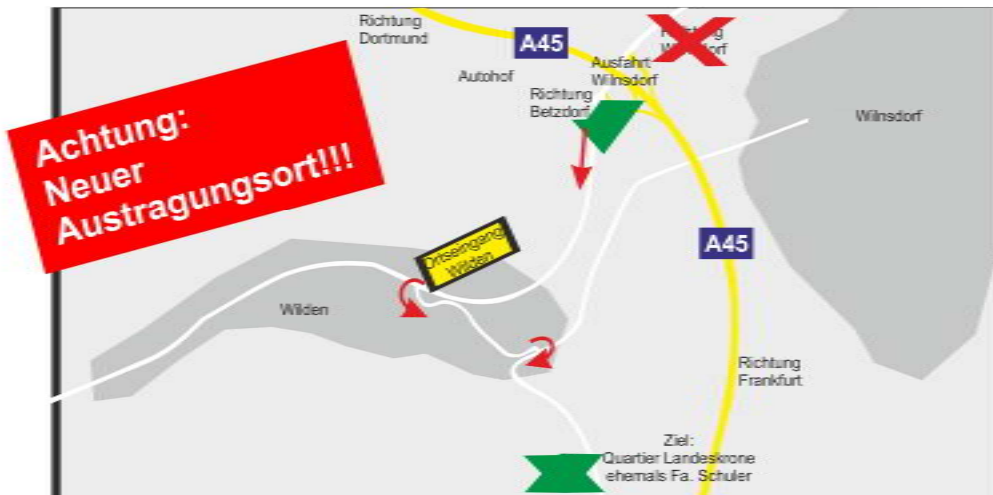 Richtung
Dortmund
A45
Richtung
Autohof
Ausfahrt
Wilnsdorf
Richtung
Betzdorf
Wilnsdorf
Achtung:
Neuer
Austragungsort!!!
A45
Ortseingang
Wilden
Wilden
Richtung
Frankfurt
Ziel:
Quartier Landeskrone
ehemals Fa. Schuler